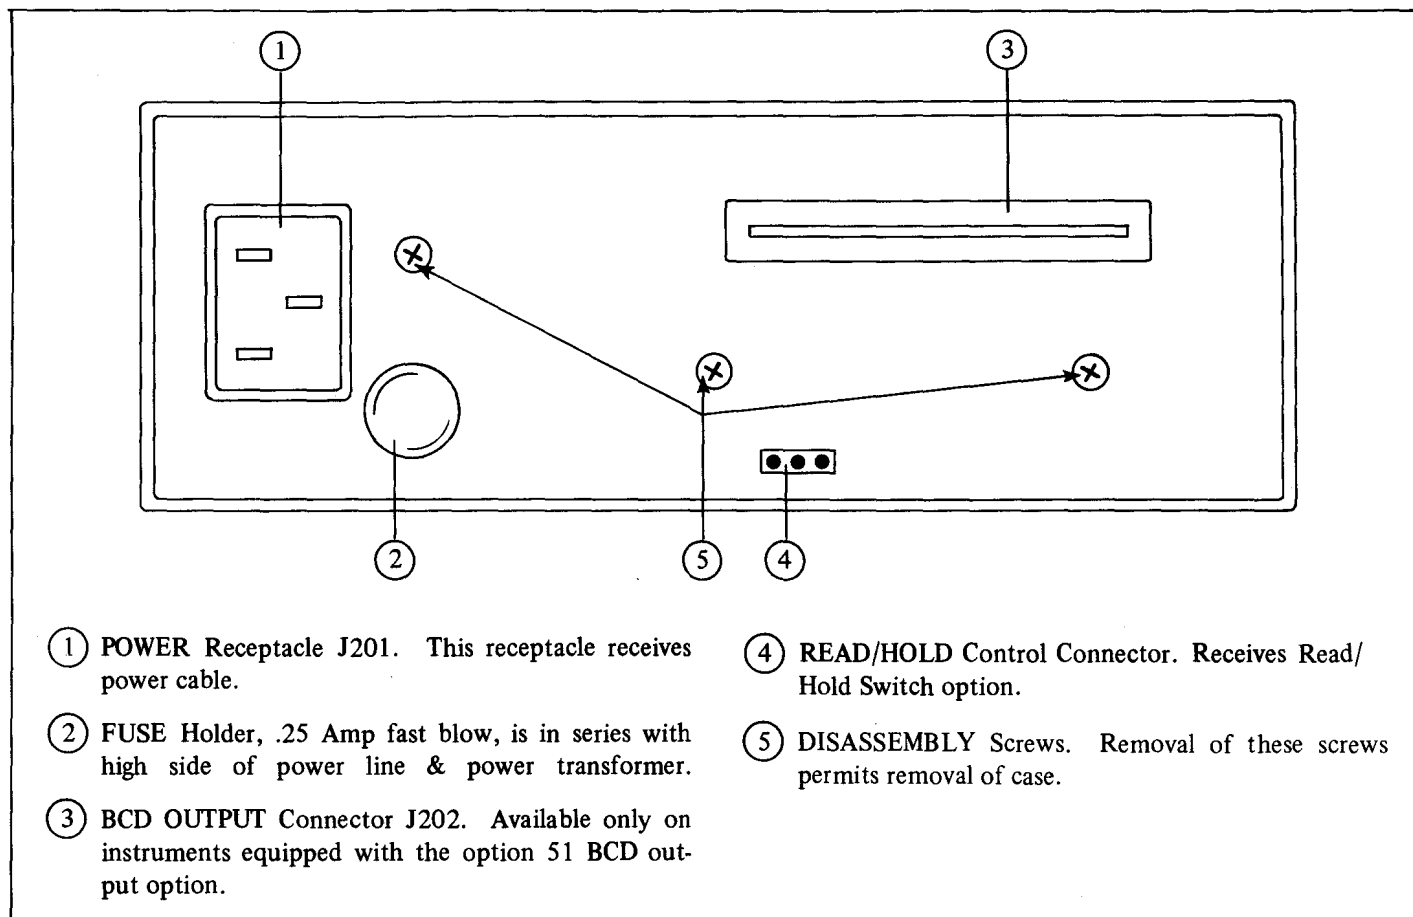 1
3
2
5
4
1 POWER Receptacle J201. This receptacle receives
power cable.
2 FUSE Holder, .25 Amp fast blow, is in series with
high side of power line & power transformer.
3 BCD OUTPUT Connector J202. Available only on
instruments equipped with the option 51 BCD out-
put option.
4 READ/HOLD Control Connector. Receives Read/
Hold Switch option.
5 DISASSEMBLY Screws. Removal of these screws
permits removal of case.